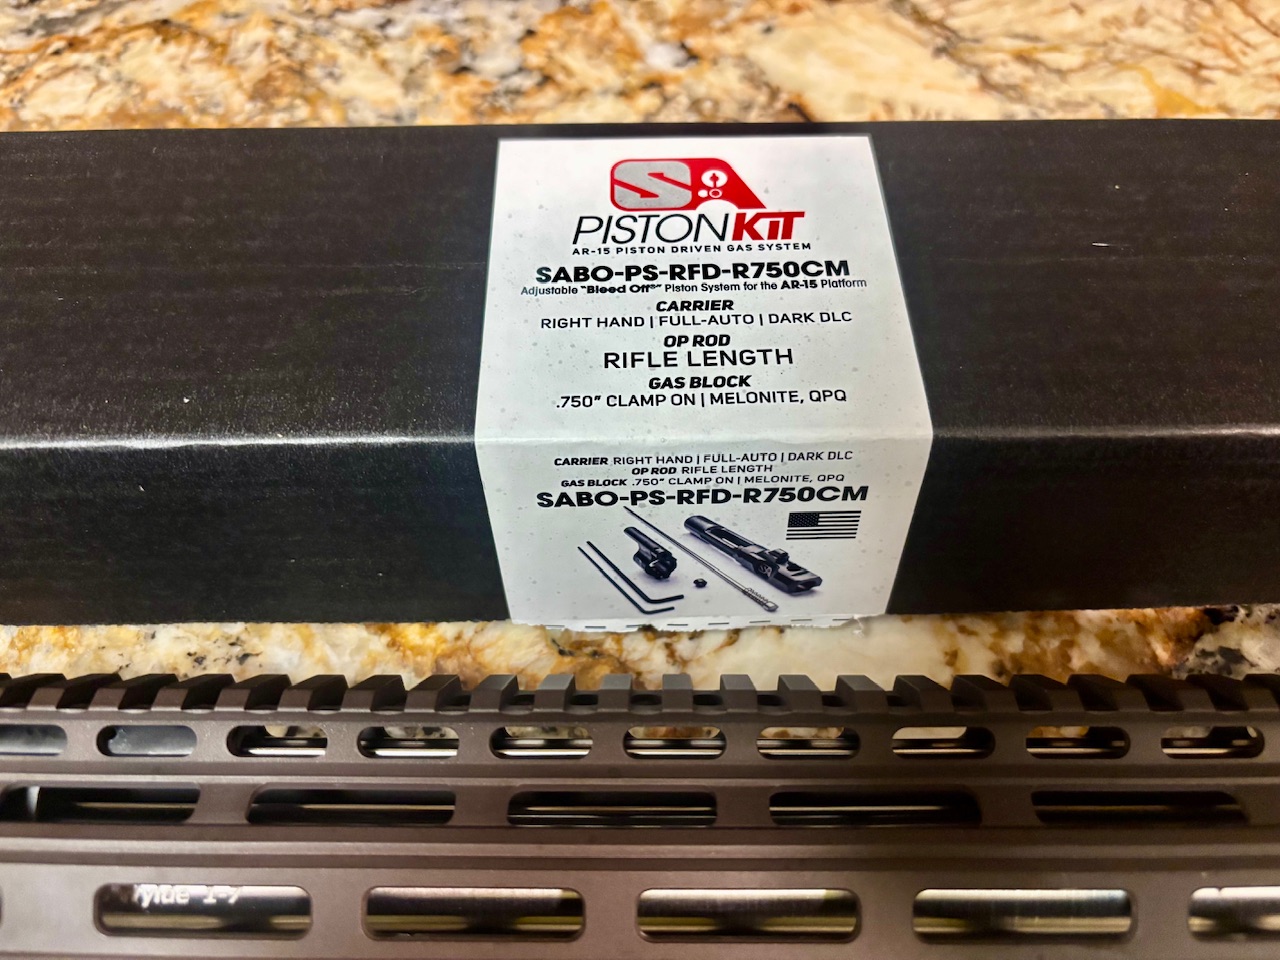 SA
PISTON KIT
AR-15 PISTON DRIVEN GAS SYSTEM
SABO-PS-RFD-R750CM
Adjustable "Bleed Off®" Piston System for the AR-15 Platform
CARRIER
RIGHT HAND | FULL-AUTO | DARK DLC
OP ROD
RIFLE LENGTH
GAS BLOCK
.750" CLAMP ON | MELONITE, QPQ
CARRIER RIGHT HAND | FULL-AUTO | DARK DLC
OP ROD RIFLE LENGTH
GAS BLOCK .750" CLAMP ON | MELONITE, QPQ
SABO-PS-RFD-R750CM